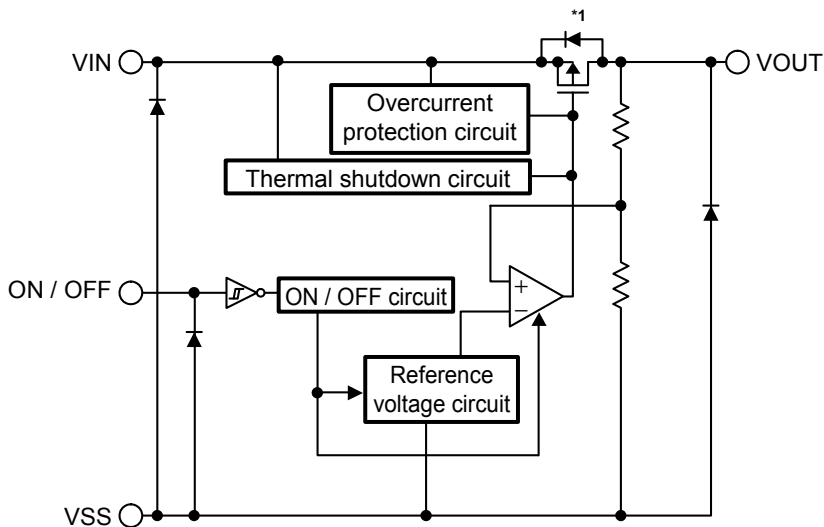 *1
VIN
VOUT
Overcurrent
protection circuit
Thermal shutdown circuit
ON / OFF
ON / OFF circuit
+
−
Reference
voltage circuit
VSS